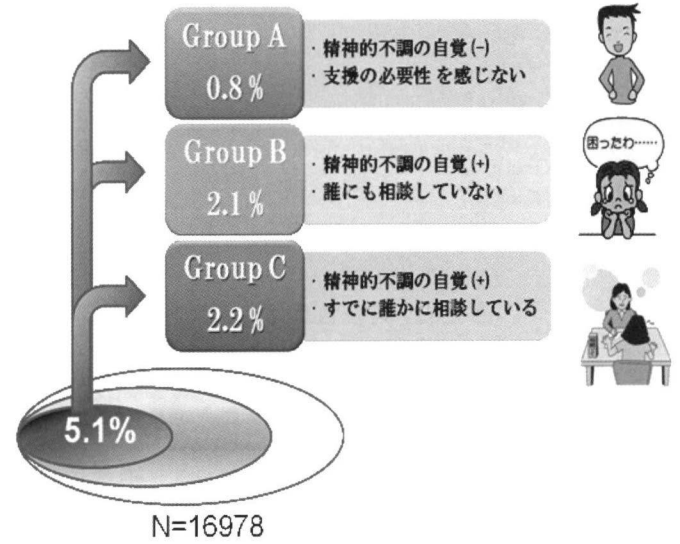 Group A
0.8 %
・精神的不調の自覚(-)
・支援の必要性 を感じない
困ったわ……
Group B
2.1 %
・精神的不調の自覚(+)
・誰にも相談していない
Group C
2.2 %
・精神的不調の自覚(+)
・すでに誰かに相談している
5.1%
N=16978